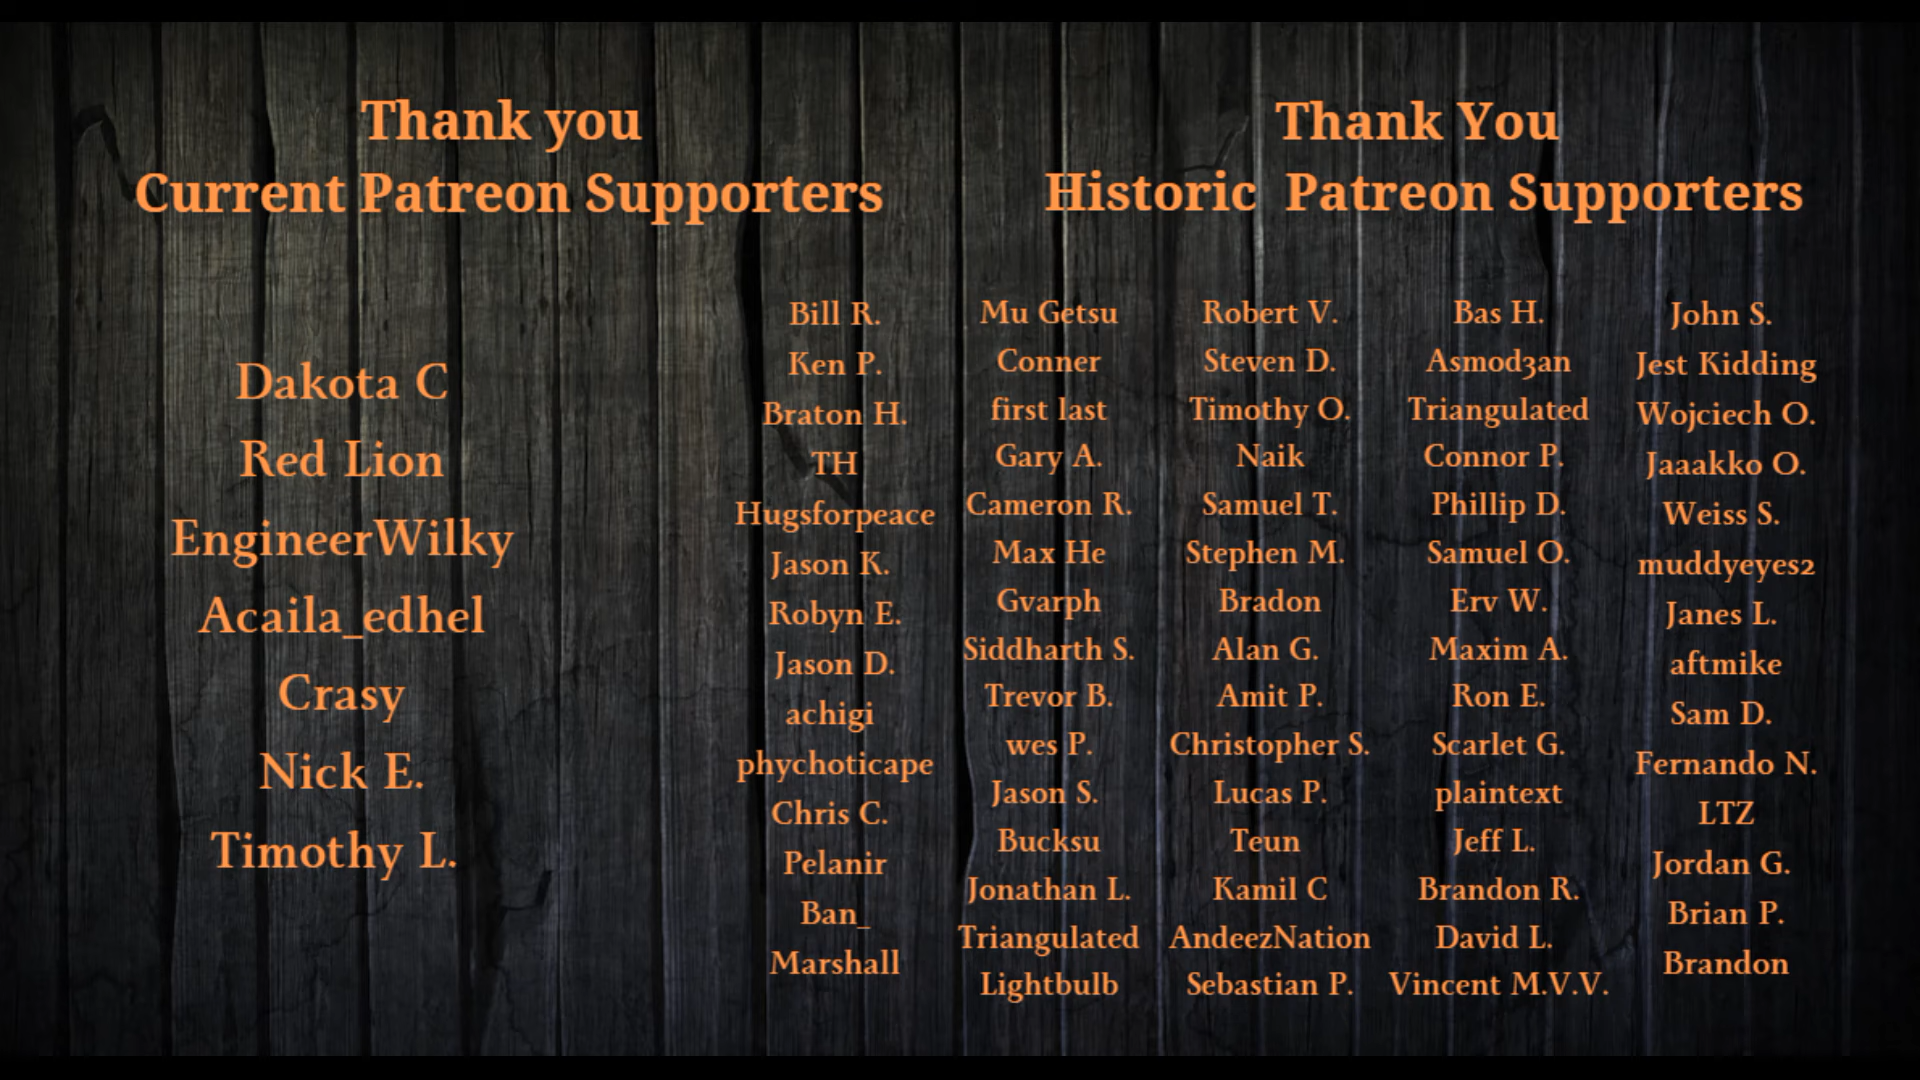 Thank you
Current Patreon Supporters
Dakota C
Red Lion
EngineerWilky
Acaila_edhel
Crasy
Nick E.
Timothy L.
Thank You
Historic Patreon Supporters
Bill R.
Ken P.
Braton H.
TH
Hugsforpeace
Jason K.
Robyn E.
Jason D.
achigi
phychoticape
Chris C.
Pelanir
Ban_
Marshall
Mu Getsu
Conner
first last
Gary A.
Cameron R.
Max He
Gvarph
Siddharth S.
Trevor B.
wes P.
Jason S.
Bucksu
Jonathan L.
Triangulated
Lightbulb
Robert V.
Steven D.
Timothy O.
Naik
Samuel T.
Stephen M.
Bradon
Alan G.
Amit P.
Christopher S.
Lucas P.
Teun
Kamil C
AndeezNation
Sebastian P.
Bas H.
Asmod3an
Triangulated
Connor P.
Phillip D.
Samuel O.
Erv W.
Maxim A.
Ron E.
Scarlet G.
plaintext
Jeff L.
Brandon R.
David L.
Vincent M.V.V.
John S.
Jest Kidding
Wojciech O.
Jaaakko O.
Weiss S.
muddyeyes2
Janes L.
aftmike
Sam D.
Fernando N.
LTZ
Jordan G.
Brian P.
Brandon